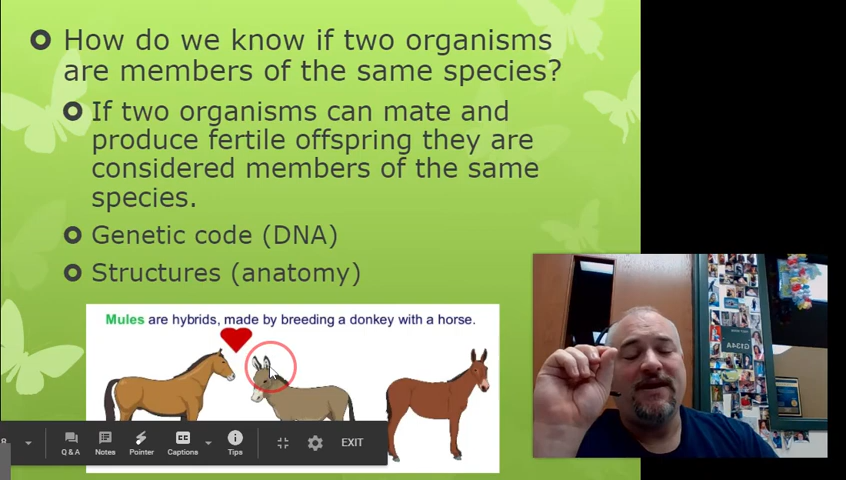 How do we know if two organisms
are members of the same species?
If two organisms can mate and
produce fertile offspring they are
considered members of the same
species.
Genetic code (DNA)
Structures (anatomy)
Mules are hybrids, made by breeding a donkey with a horse.
8
Q & A
Notes
Pointer
Captions
Tips
EXIT